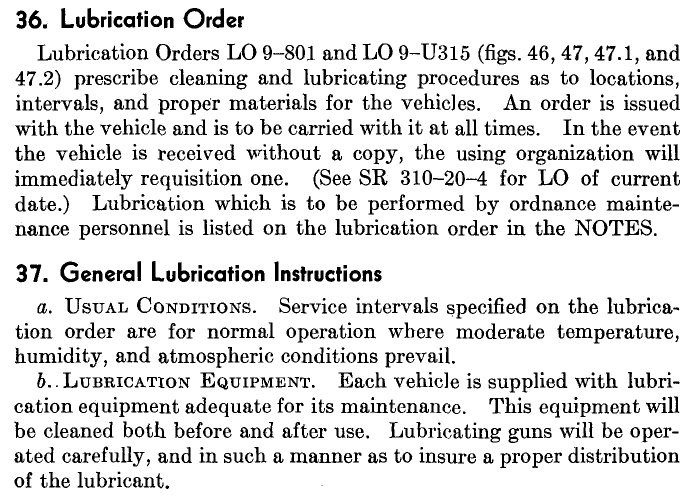 36. Lubrication Order
Lubrication Orders LO 9–801 and LO 9–U315 (figs. 46, 47, 47.1, and
47.2) prescribe cleaning and lubricating procedures as to locations,
intervals, and proper materials for the vehicles. An order is issued
with the vehicle and is to be carried with it at all times. In the event
the vehicle is received without a copy, the using organization will
immediately requisition one. (See SR 310–20–4 for LO of current
date.) Lubrication which is to be performed by ordnance mainte-
nance personnel is listed on the lubrication order in the NOTES.
37. General Lubrication Instructions
a. USUAL CONDITIONS. Service intervals specified on the lubrica-
tion order are for normal operation where moderate temperature,
humidity, and atmospheric conditions prevail.
b.. LUBRICATION EQUIPMENT. Each vehicle is supplied with lubri-
cation equipment adequate for its maintenance. This equipment will
be cleaned both before and after use. Lubricating guns will be oper-
ated carefully, and in such a manner as to insure a proper distribution
of the lubricant.